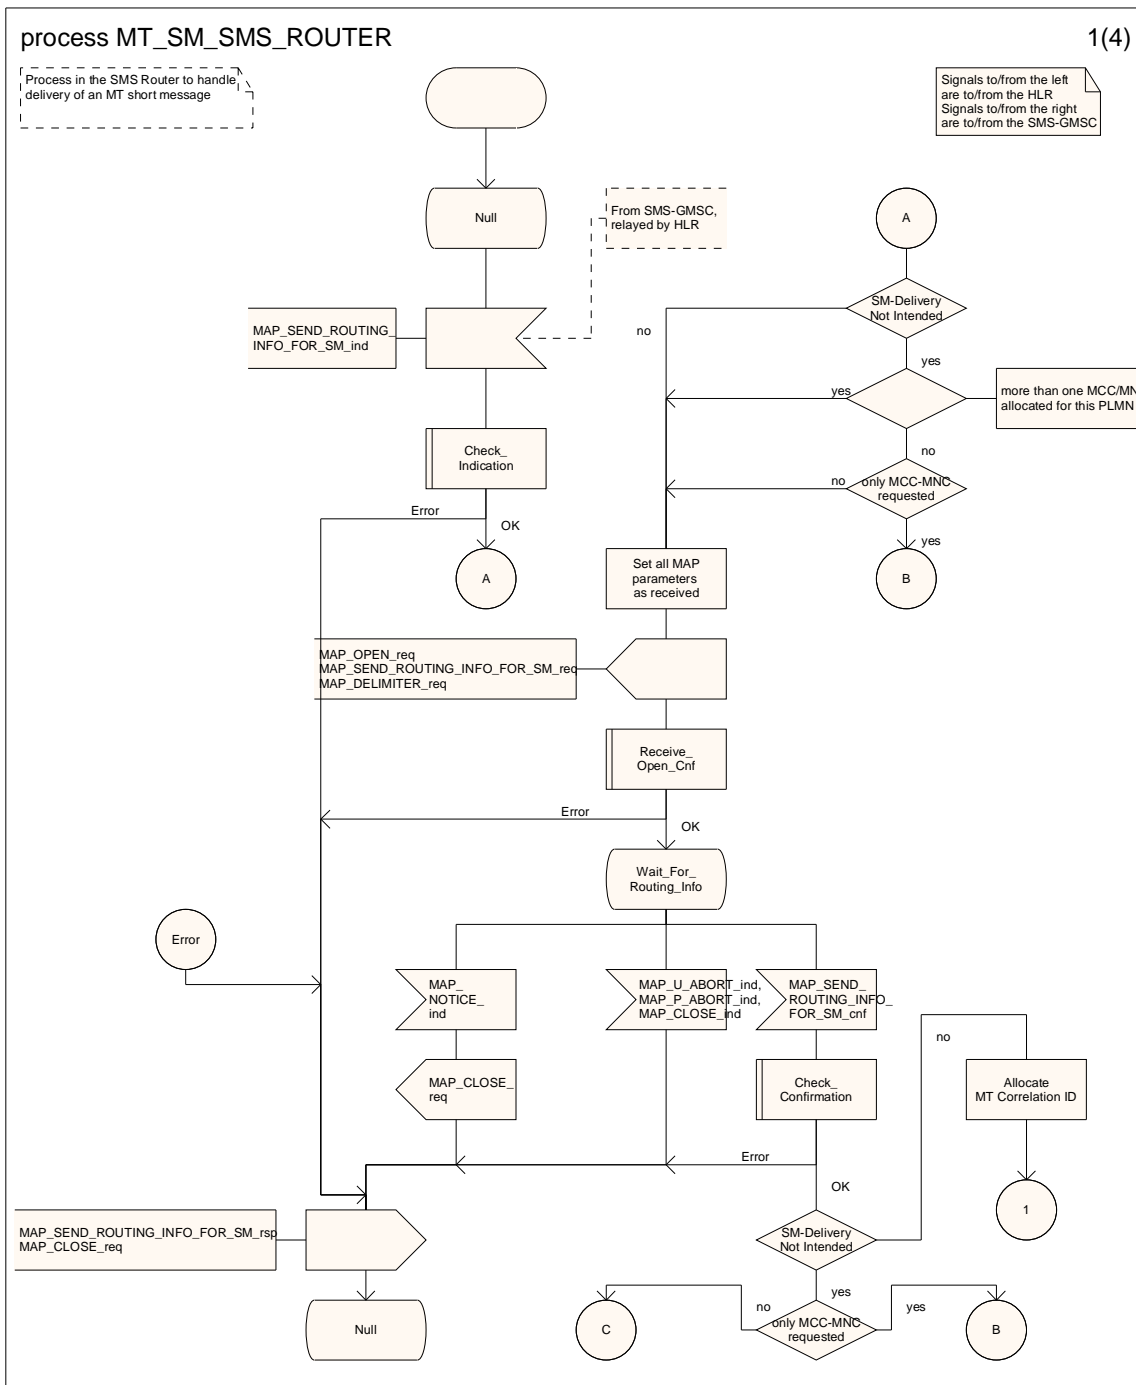 process MT_SM_SMS_ROUTER
1(4)
Process in the SMS Router to handle
delivery of an MT short message
Signals to/from the left
are to/from the HLR
Signals to/from the right
are to/from the SMS-GMSC
Null
From SMS-GMSC,
relayed by HLR
A
SM-Delivery
Not Intended
no
MAP_SEND_ROUTING_
INFO_FOR_SM_ind
yes
yes
more than one MCC/MN
allocated for this PLMN
no
Check_
Indication
only MCC-MNC
requested
no
Error
OK
yes
A
Set all MAP
parameters
as received
B
MAP_OPEN_req
MAP_SEND_ROUTING_INFO_FOR_SM_req
MAP_DELIMITER_req
Receive_
Open_Cnf
Error
OK
Wait_For_
Routing_Info
Error
MAP_
NOTICE_
ind
MAP_U_ABORT_ind,
MAP_P_ABORT_ind,
MAP_CLOSE_ind
MAP_SEND_
ROUTING_INFO_
FOR_SM_cnf
no
MAP_CLOSE_
req
Check_
Confirmation
Allocate
MT Correlation ID
Error
OK
1
MAP_SEND_ROUTING_INFO_FOR_SM_rsp
MAP_CLOSE_req
SM-Delivery
Not Intended
yes
no
yes
Null
C
only MCC-MNC
requested
B